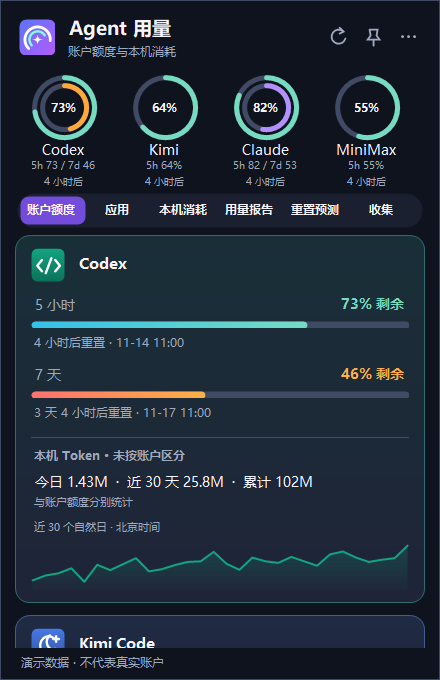 Agent 用量
账户额度与本机消耗
73%
64%
82%
55%
Codex
Kimi
Claude
MiniMax
5h 73 / 7d 46
5h 64%
5h 82 / 7d 53
5h 55%
4 小时后
4 小时后
4 小时后
4 小时后
账户额度
应用
本机消耗
用量报告
重置预测
收集
Codex
5 小时
73% 剩余
4 小时后重置 · 11-14 11:00
7 天
46% 剩余
3 天 4 小时后重置 · 11-17 11:00
本机 Token · 未按账户区分
今日 1.43M · 近 30 天 25.8M · 累计 102M
与账户额度分别统计
近 30 个自然日 · 北京时间
Kimi Code
演示数据 · 不代表真实账户